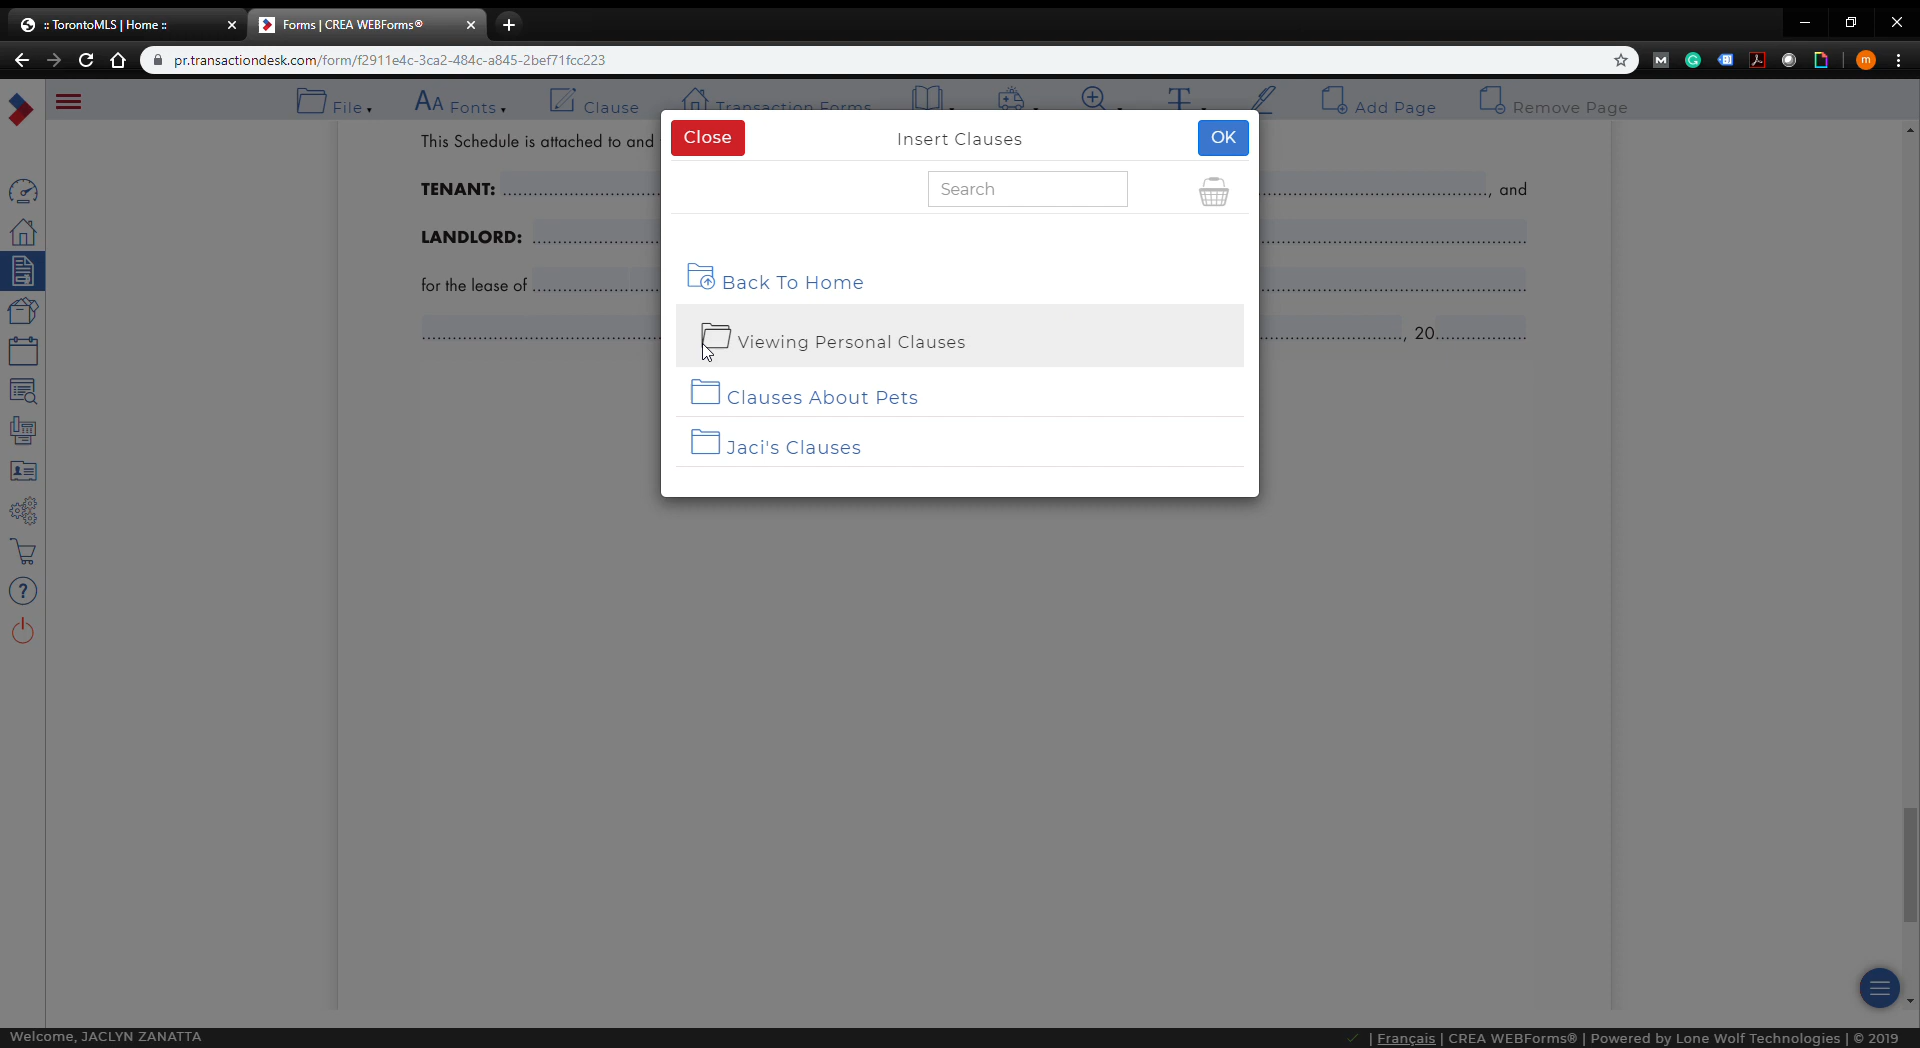 :: TorontoMLS | Home ::
Forms | CREA WEBForms®
pr.transactiondesk.com/form/f2911e4c-3ca2-484c-a845-2bef71fcc223
m
File
Fonts
Clause
Transaction Forms
Add Page
Remove Page
Close
Insert Clauses
OK
Search
This Schedule is attached to and
TENANT:
, and
LANDLORD:
for the lease of
, 20
Back To Home
Viewing Personal Clauses
Clauses About Pets
Jaci's Clauses
Welcome, JACLYN ZANATTA
| Français | CREA WEBForms® | Powered by Lone Wolf Technologies | © 2019